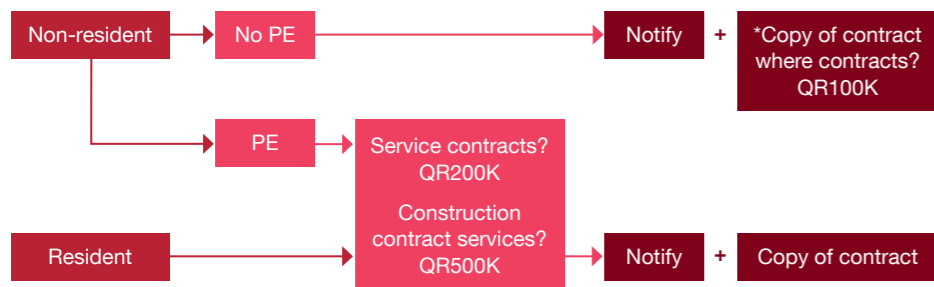 Non-resident
No PE
Notify
+
*Copy of contract
where contracts?
QR100K
PE
Service contracts?
QR200K
Construction
contract services?
QR500K
Resident
Notify
+
Copy of contract